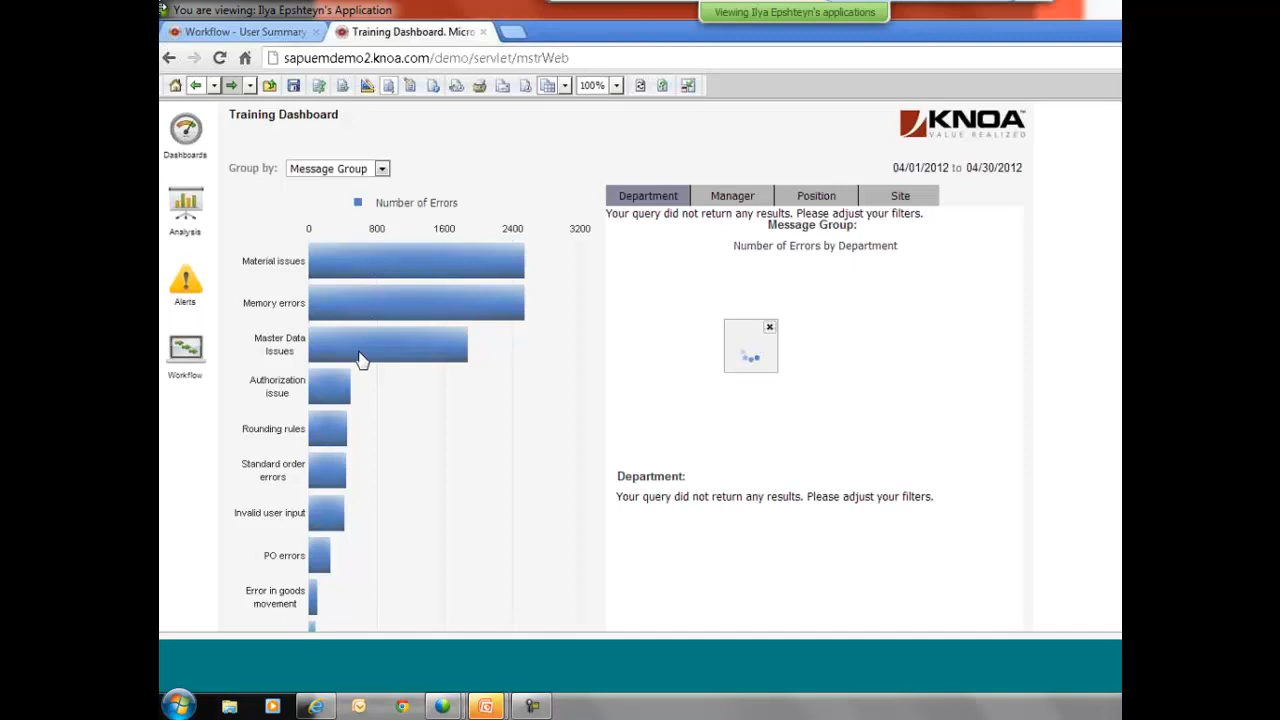 You are viewing: Ilya Epshteyn's Application
Viewing Ilya Epshteyn's applications
Workflow - User Summary
Training Dashboard. Micro
sapuemdemo2.knoa.com/demo/servlet/mstrWeb
100%
Training Dashboard
KNOA
VALUE REALIZED
Dashboards
Group by:
Message Group
04/01/2012 to 04/30/2012
Department
Manager
Position
Site
Number of Errors
Your query did not return any results. Please adjust your filters.
Message Group:
Analysis
0
800
1600
2400
3200
Number of Errors by Department
Material issues
Alerts
Memory errors
Master Data
Issues
Workflow
Authorization
issue
Rounding rules
Standard order
errors
Department:
Your query did not return any results. Please adjust your filters.
Invalid user input
PO errors
Error in goods
movement